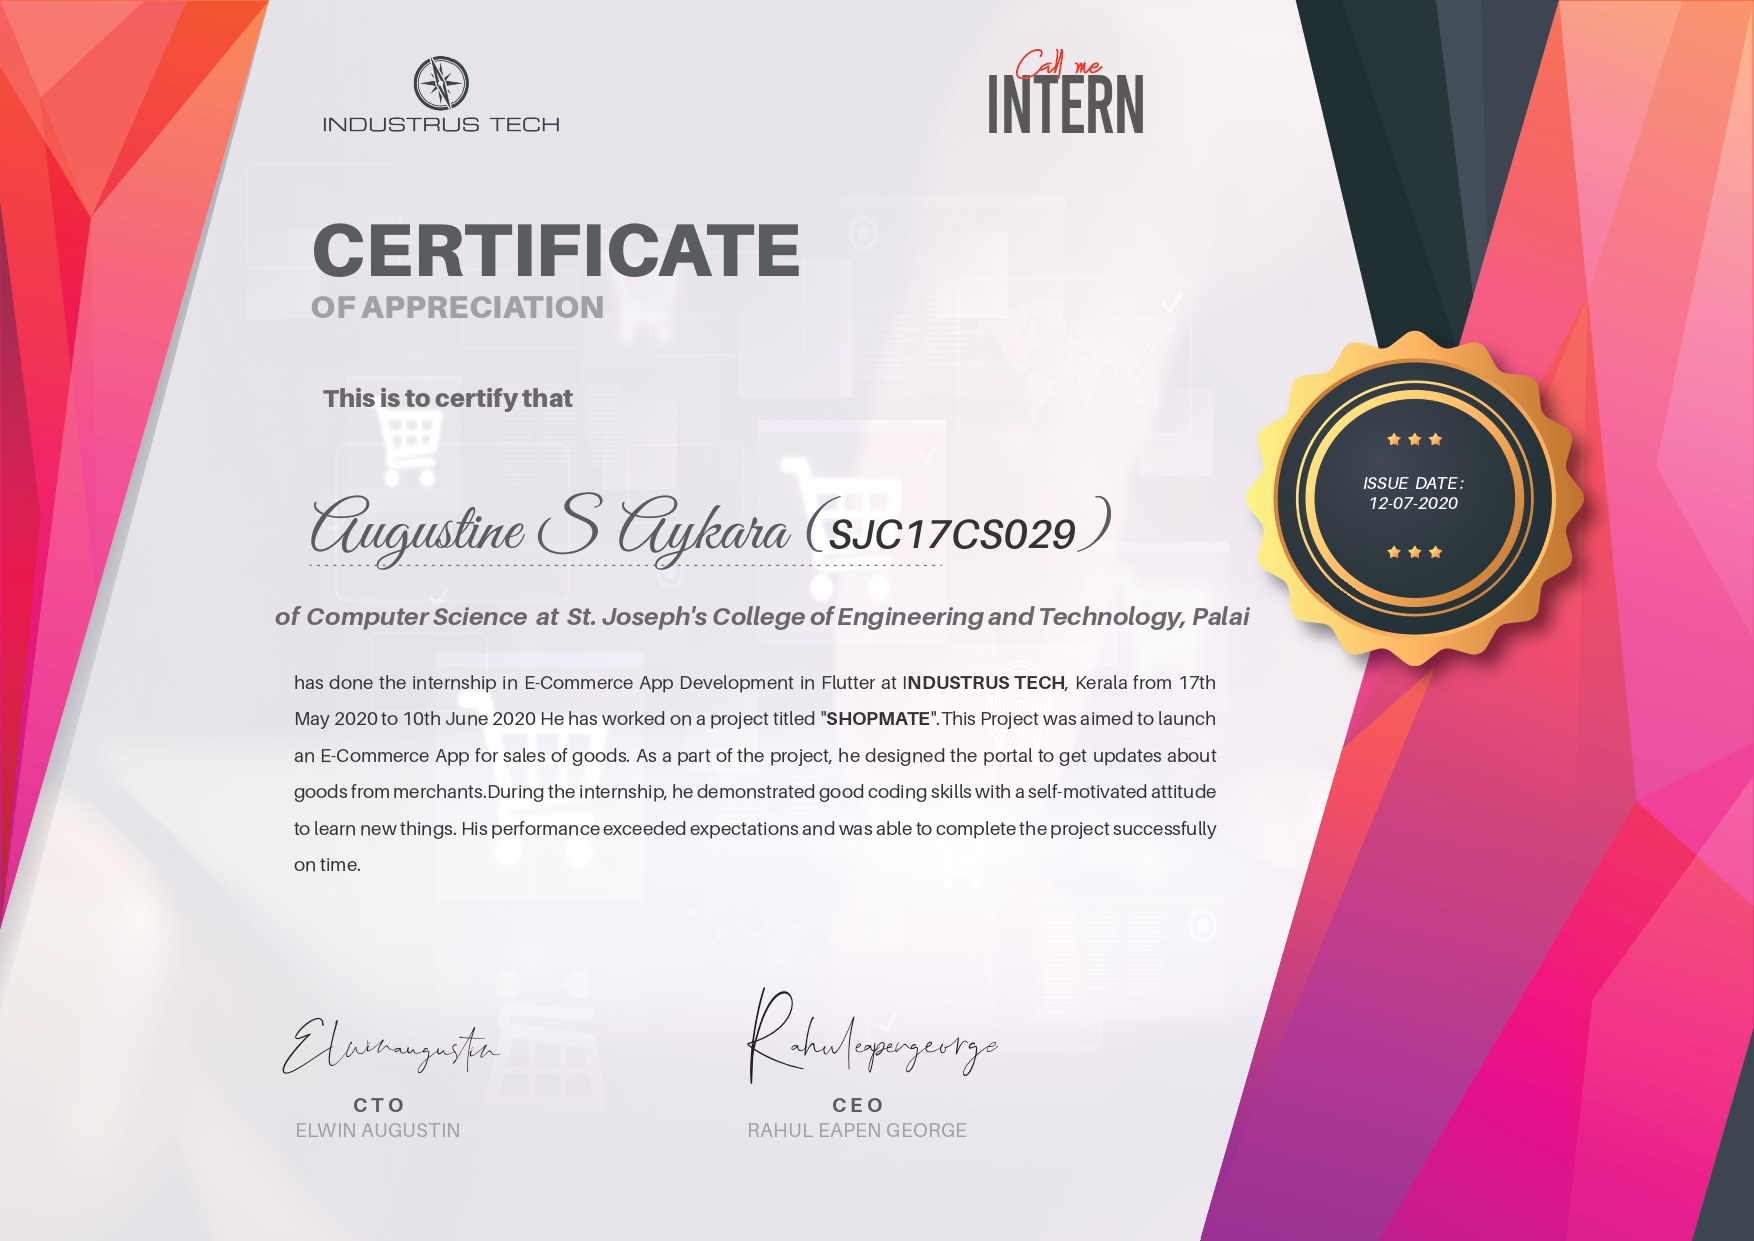 INDUSTRUS TECH
Call me
INTERN
CERTIFICATE
OF APPRECIATION
This is to certify that
Augustine S Aykara (SJC17CS029)
of Computer Science at St. Joseph's College of Engineering and Technology, Palai
has done the internship in E-Commerce App Development in Flutter at INDUSTRUS TECH, Kerala from 17th
May 2020 to 10th June 2020 He has worked on a project titled "SHOPMATE".This Project was aimed to launch
an E-Commerce App for sales of goods. As a part of the project, he designed the portal to get updates about
goods from merchants.During the internship, he demonstrated good coding skills with a self-motivated attitude
to learn new things. His performance exceeded expectations and was able to complete the project successfully
on time.
ISSUE DATE:
12-07-2020
Elwinaugustin
Rahuleapengeorge
CTO
CEO
ELWIN AUGUSTIN
RAHUL EAPEN GEORGE